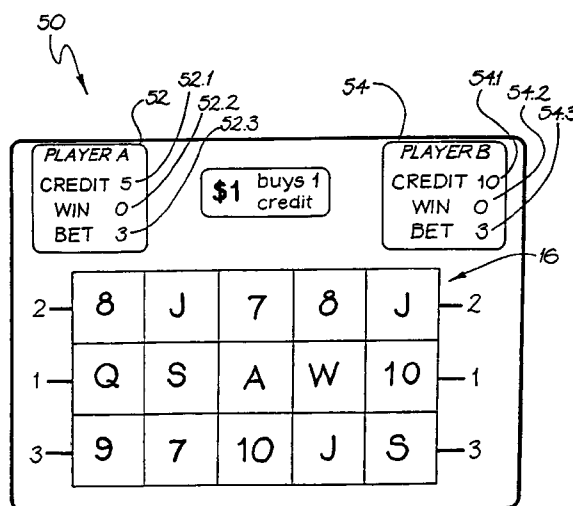 50
52
52.1
52.2
52.3
54
54.1
54.2
54.3
PLAYER A
CREDIT 5
WIN 0
BET 3
$1 buys 1
credit
PLAYER B
CREDIT 10
WIN 0
BET 3
16
2 8 J 7 8 J 2
1 Q S A W 10 1
3 9 7 10 J S 3